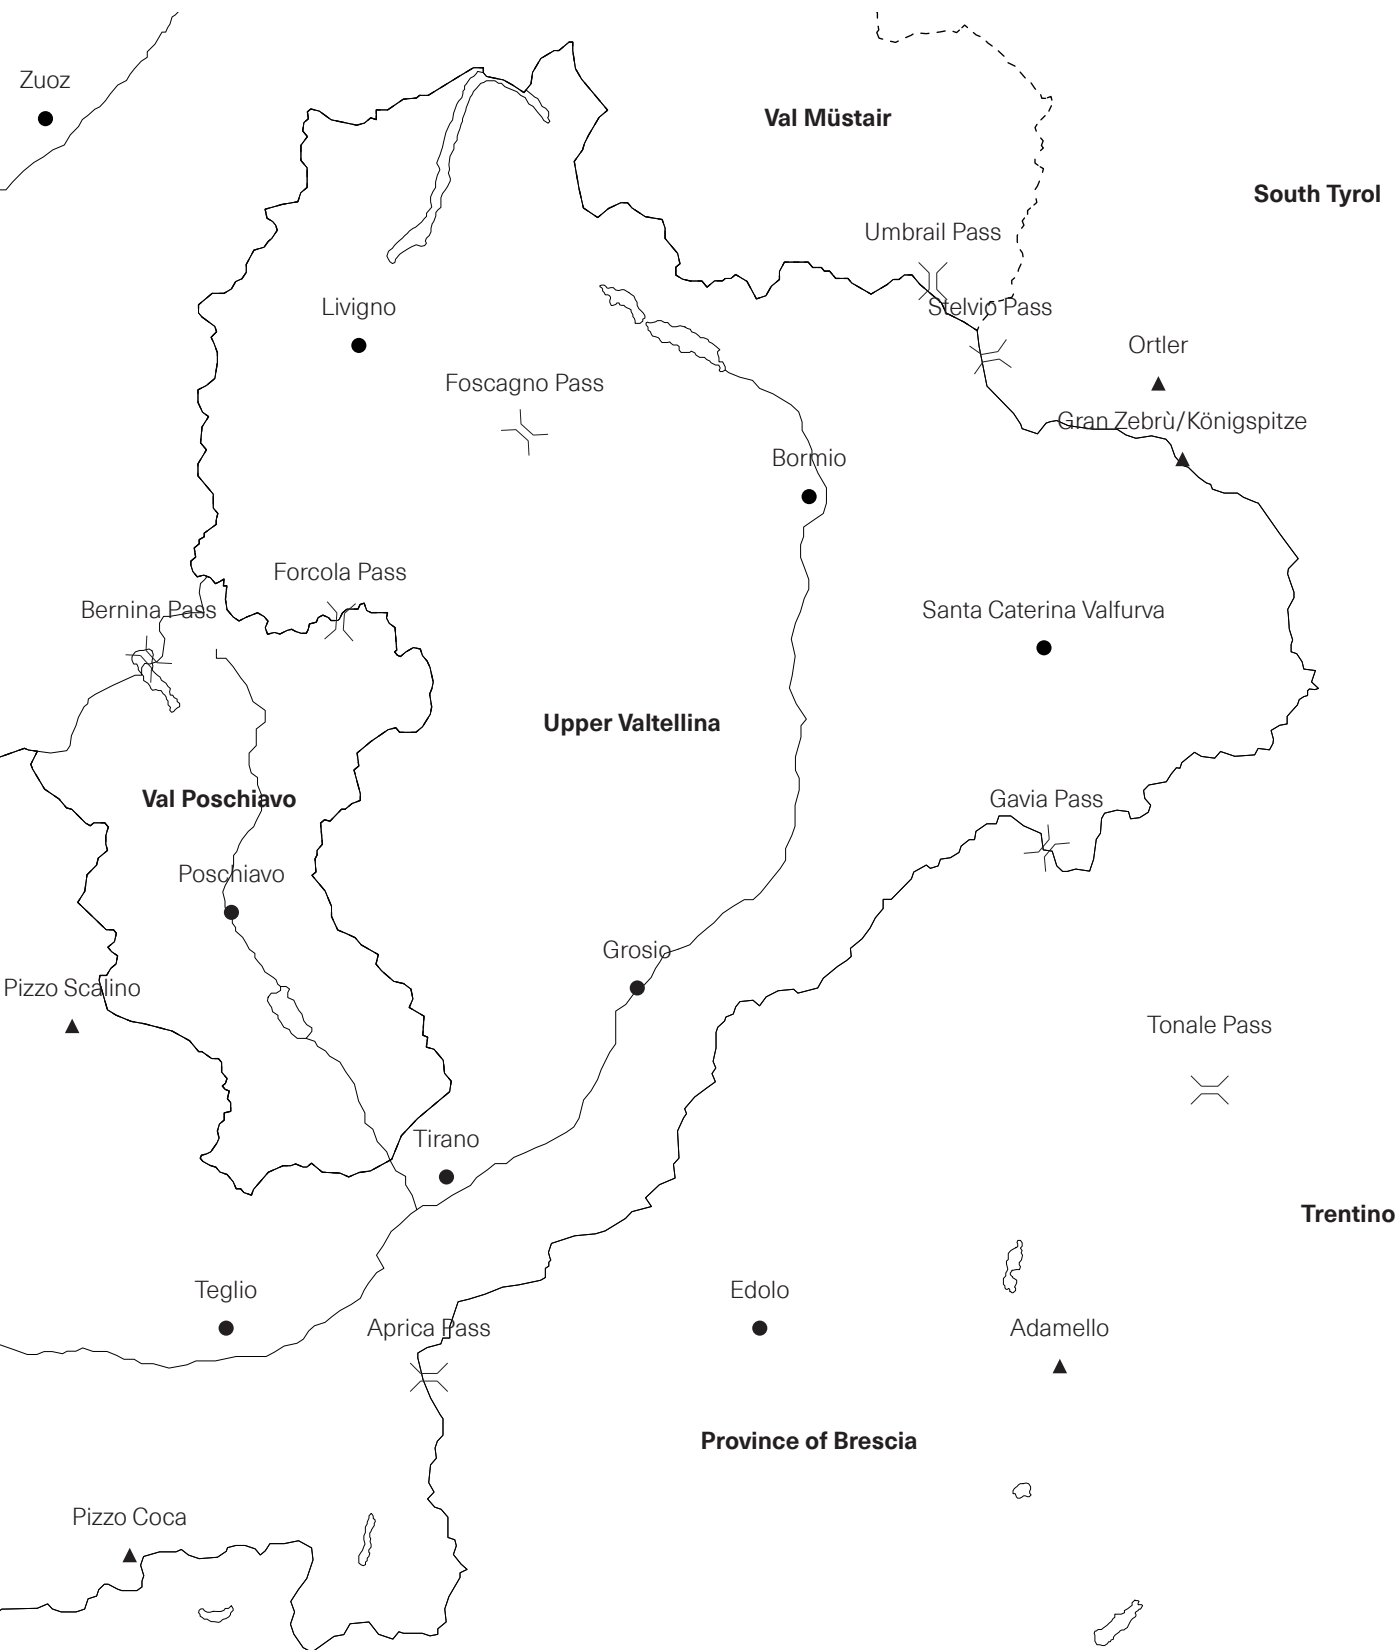 Zuoz
Val Müstair
South Tyrol
Umbrail Pass
Livigno
Stelvio Pass
Ortler
Foscagno Pass
Gran Zebrù/Königspitze
Bormio
Forcola Pass
Bernina Pass
Santa Caterina Valfurva
Upper Valtellina
Val Poschiavo
Gavia Pass
Poschiavo
Grosio
Pizzo Scalino
Tonale Pass
Tirano
Trentino
Teglio
Edolo
Aprica Pass
Adamello
Province of Brescia
Pizzo Coca